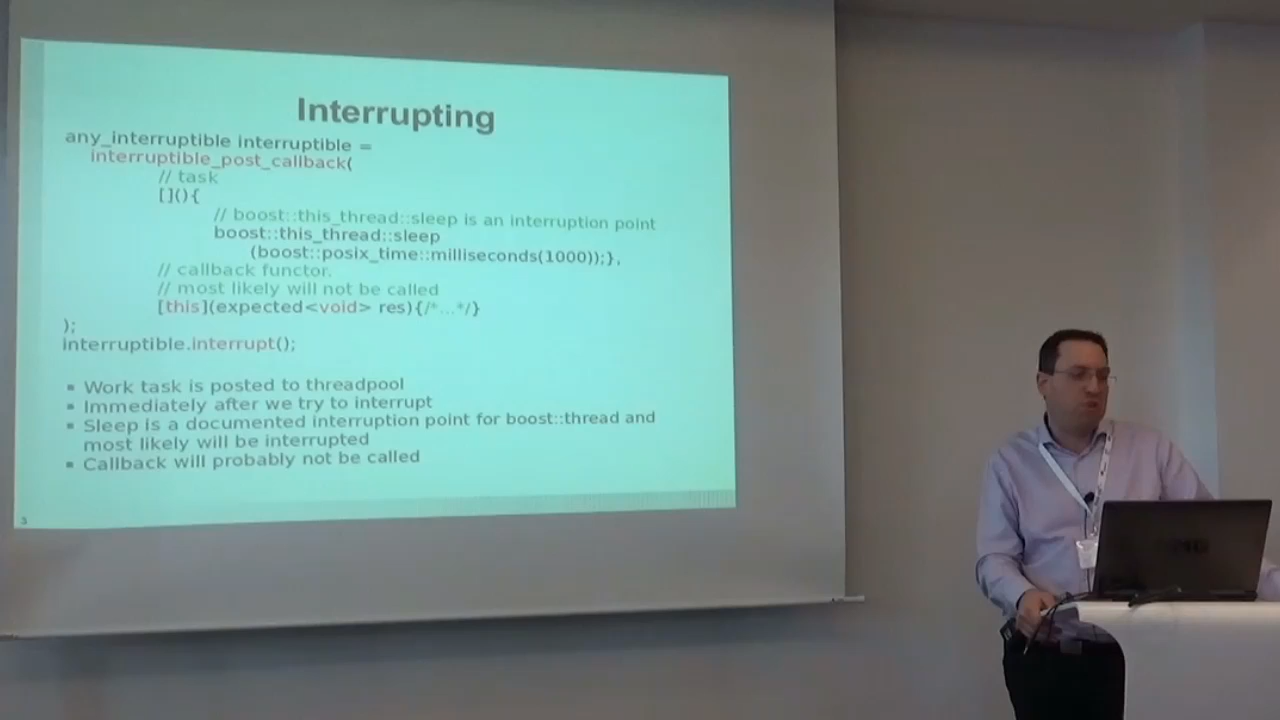 Interrupting
any_interruptible interruptible =
interruptible_post_callback(
// task
[](){
// boost::this_thread::sleep is an interruption point
boost::this_thread::sleep
(boost::posix_time::milliseconds(1000));},
// callback functor.
// most likely will not be called
[this](expected<void> res){/*...*/}
);
interruptible.interrupt();
▪ Work task is posted to threadpool
▪ Immediately after we try to interrupt
▪ Sleep is a documented interruption point for boost::thread and
most likely will be interrupted
▪ Callback will probably not be called
3